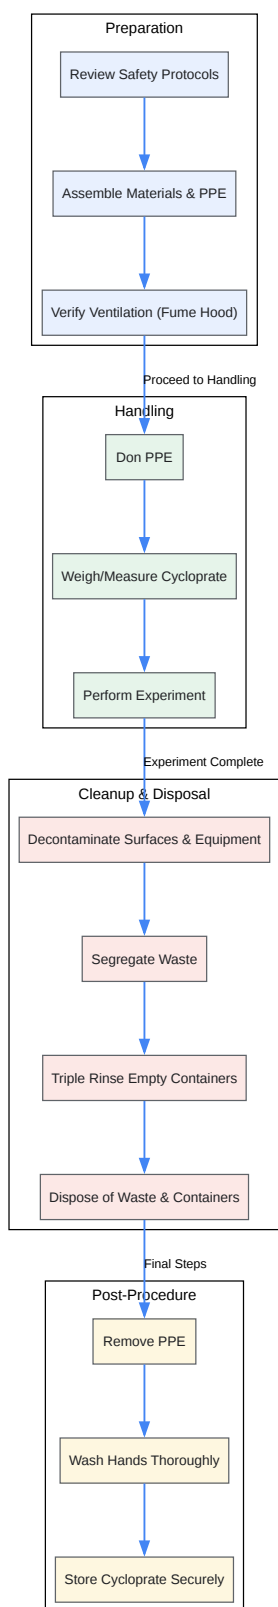 Preparation
Review Safety Protocols
Assemble Materials & PPE
Verify Ventilation (Fume Hood)
Proceed to Handling
Handling
Don PPE
Weigh/Measure Cycloprate
Perform Experiment
Experiment Complete
Cleanup & Disposal
Decontaminate Surfaces & Equipment
Segregate Waste
Triple Rinse Empty Containers
Dispose of Waste & Containers
Final Steps
Post-Procedure
Remove PPE
Wash Hands Thoroughly
Store Cycloprate Securely